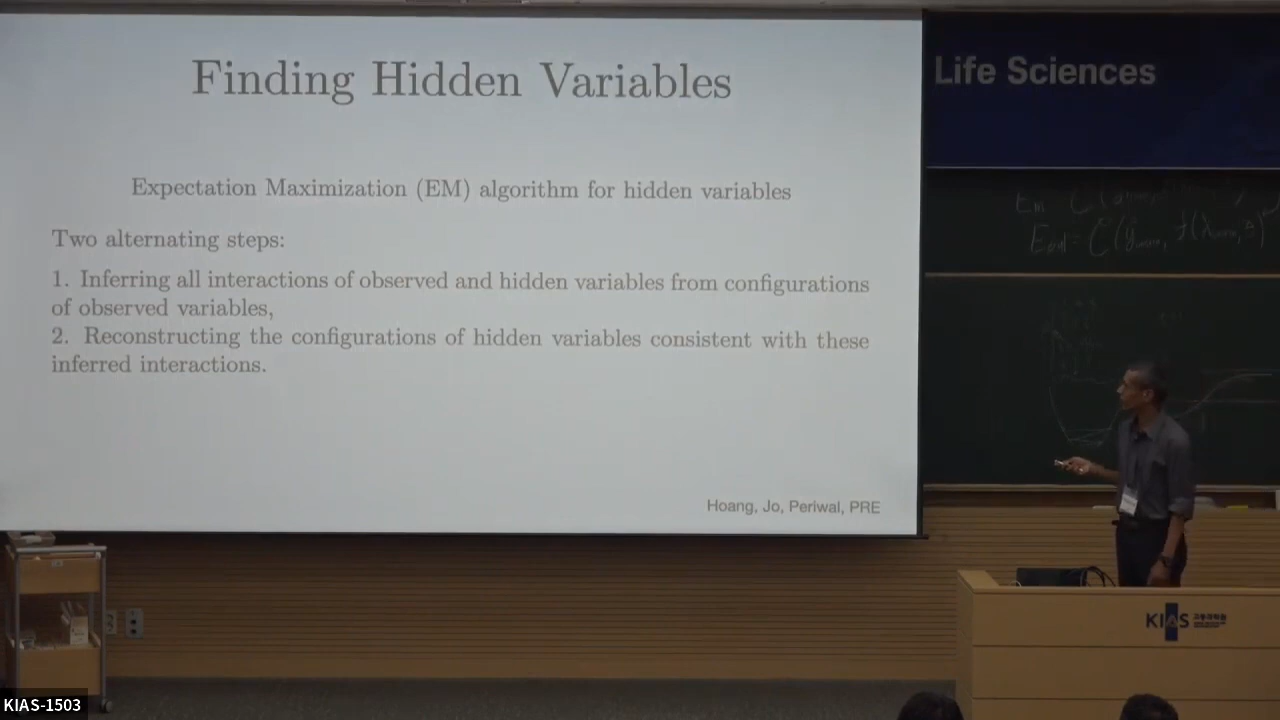 Finding Hidden Variables
Expectation Maximization (EM) algorithm for hidden variables
Two alternating steps:
1. Inferring all interactions of observed and hidden variables from configurations
of observed variables,
2. Reconstructing the configurations of hidden variables consistent with these
inferred interactions.
Hoang, Jo, Periwal, PRE
Life Sciences
KIAS
KIAS-1503